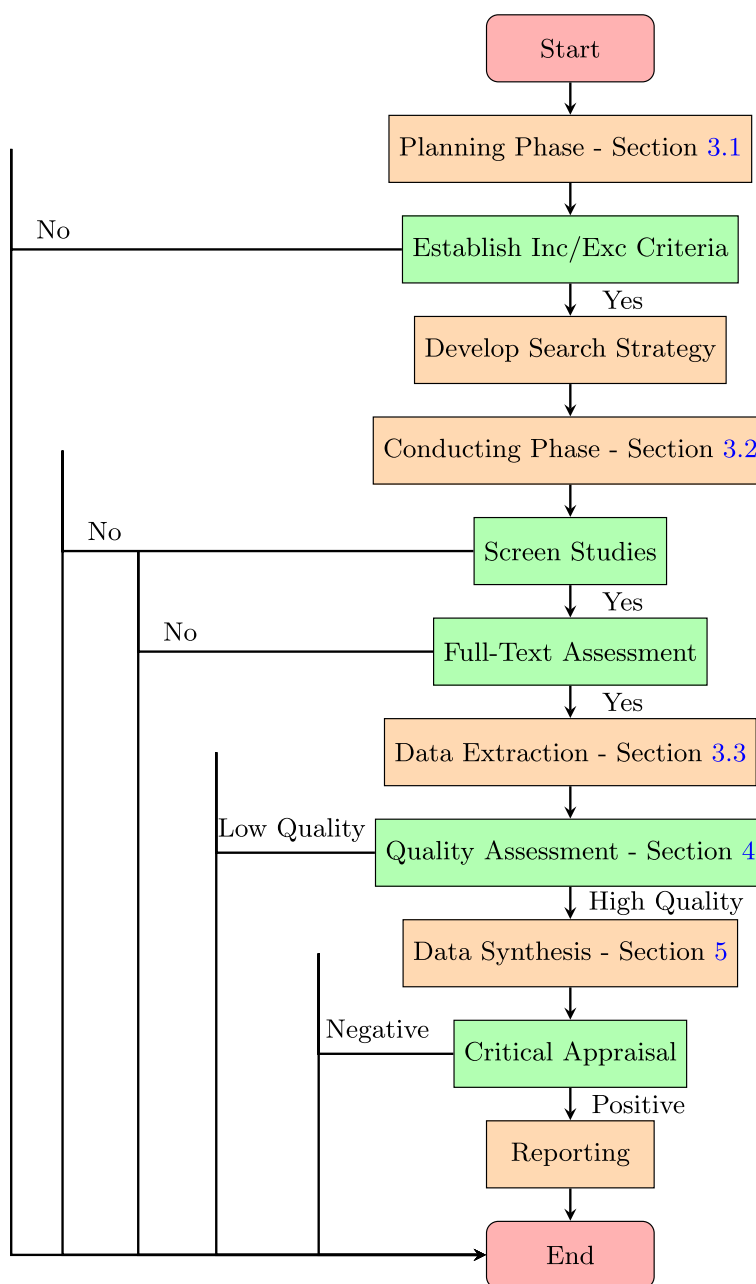 Start
Planning Phase - Section 3.1
No
Establish Inc/Exc Criteria
Yes
Develop Search Strategy
Conducting Phase - Section 3.2
No
Screen Studies
Yes
No
Full-Text Assessment
Yes
Data Extraction - Section 3.3
Low Quality
Quality Assessment - Section 4
High Quality
Data Synthesis - Section 5
Negative
Critical Appraisal
Positive
Reporting
End